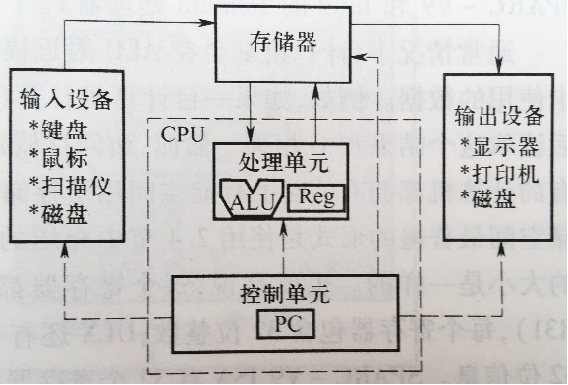 存储器
输入设备
*键盘
*鼠标
*扫描仪
*磁盘
CPU
处理单元
ALU
Reg
控制单元
PC
输出设备
*显示器
*打印机
*磁盘